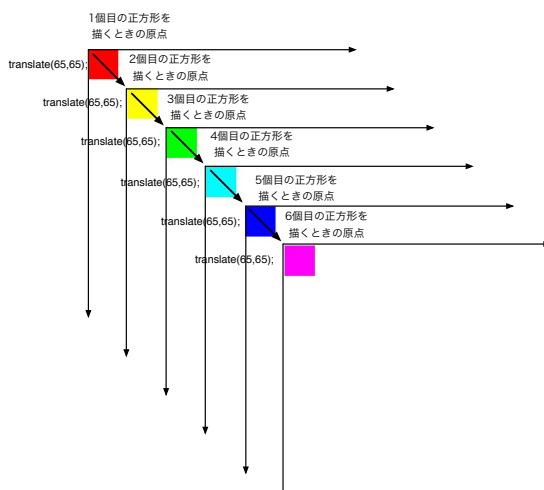 1個目の正方形を
描くときの原点
translate(65,65);
2個目の正方形を
描くときの原点
translate(65,65);
3個目の正方形を
描くときの原点
translate(65,65);
4個目の正方形を
描くときの原点
translate(65,65);
5個目の正方形を
描くときの原点
translate(65,65);
6個目の正方形を
描くときの原点
translate(65,65);